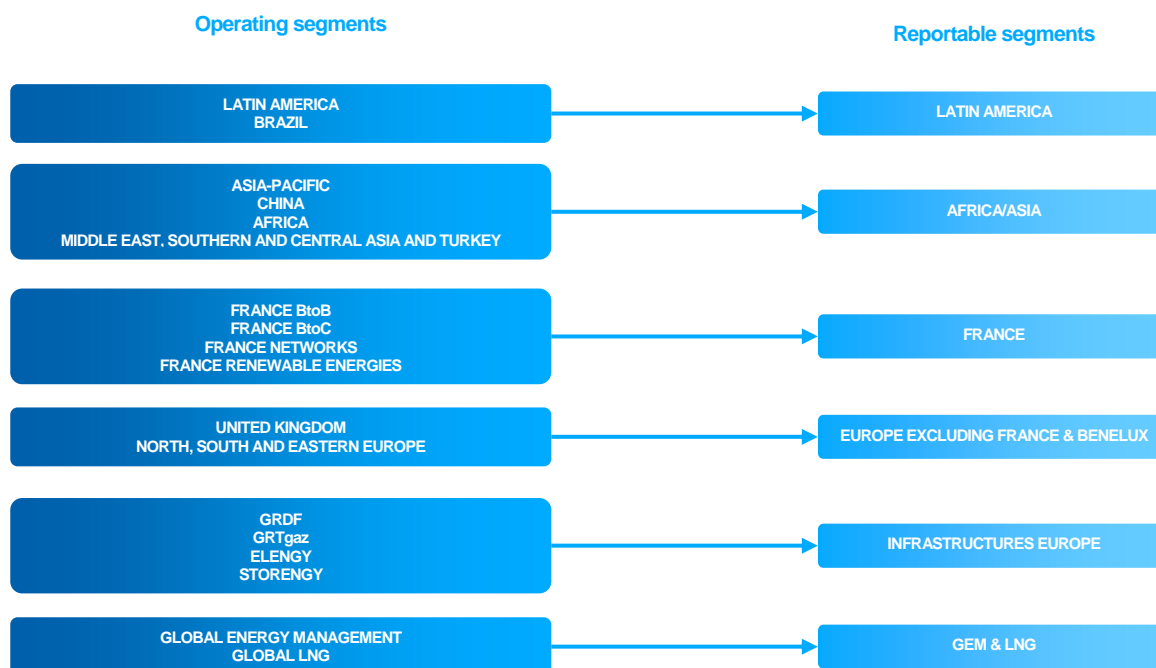 Operating segments
Reportable segments
LATIN AMERICA
BRAZIL
LATIN AMERICA
ASIA-PACIFIC
CHINA
AFRICA
MIDDLE EAST, SOUTHERN AND CENTRAL ASIA AND TURKEY
AFRICA/ASIA
FRANCE BtoB
FRANCE BtoC
FRANCE NETWORKS
FRANCE RENEWABLE ENERGIES
FRANCE
UNITED KINGDOM
NORTH, SOUTH AND EASTERN EUROPE
EUROPE EXCLUDING FRANCE & BENELUX
GRDF
GRTgaz
ELENGY
STORENGY
INFRASTRUCTURES EUROPE
GLOBAL ENERGY MANAGEMENT
GLOBAL LNG
GEM & LNG